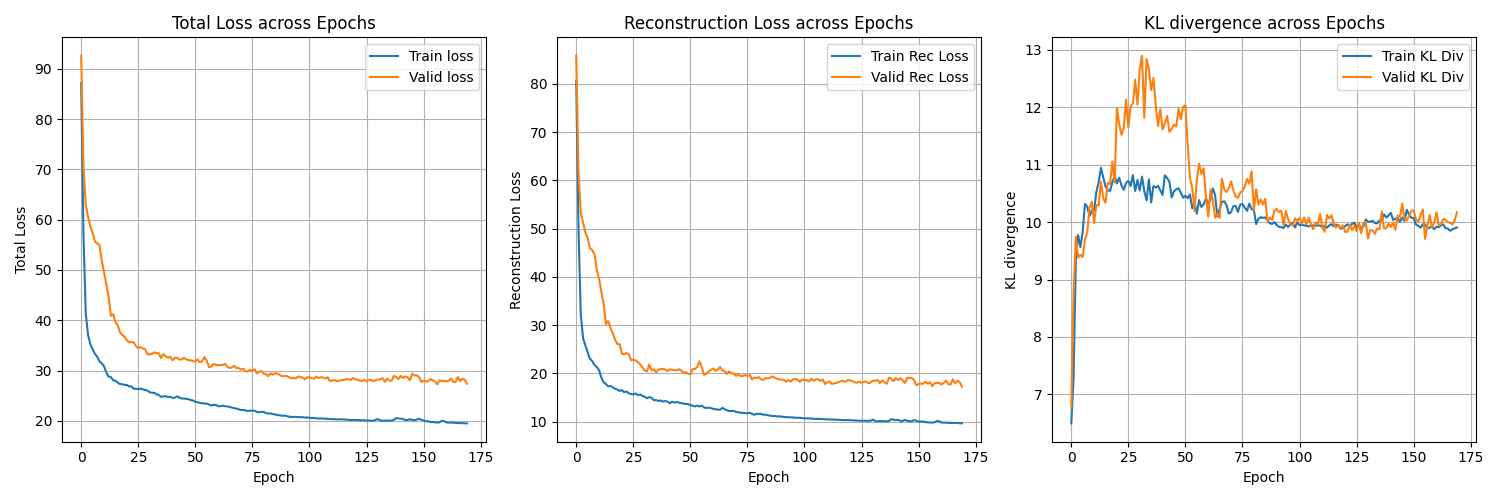 Total Loss across Epochs
Total Loss
90
80
70
60
50
40
30
20
Train loss
Valid loss
0 25 50 75 100 125 150 175
Epoch
Reconstruction Loss across Epochs
Reconstruction Loss
80
70
60
50
40
30
20
10
Train Rec Loss
Valid Rec Loss
0 25 50 75 100 125 150 175
Epoch
KL divergence across Epochs
KL divergence
13
12
11
10
9
8
7
Train KL Div
Valid KL Div
0 25 50 75 100 125 150 175
Epoch